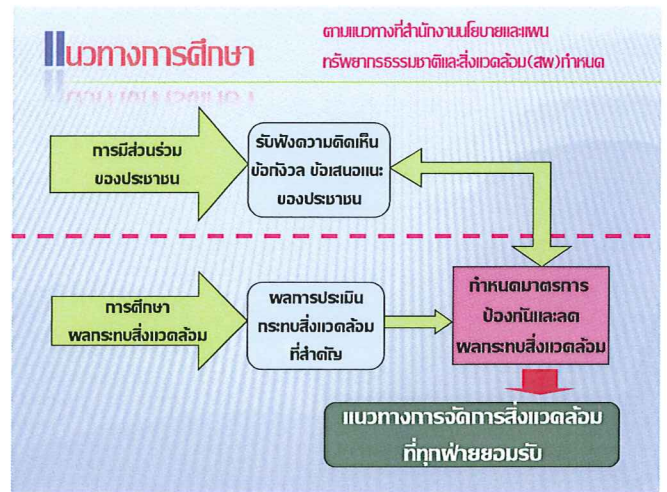 แนวทางการศึกษา
ตามแนวทางที่สำนักงานนโยบายและแผน
ทรัพยากรธรรมชาติและสิ่งแวดล้อม(สผ)กำหนด
การมีส่วนร่วม
ของประชาชน
รับฟังความคิดเห็น
ข้อกังวล ข้อเสนอแนะ
ของประชาชน
การศึกษา
ผลกระทบสิ่งแวดล้อม
ผลการประเมิน
กระทบสิ่งแวดล้อม
ที่สำคัญ
กำหนดมาตรการ
ป้องกันและลด
ผลกระทบสิ่งแวดล้อม
แนวทางการจัดการสิ่งแวดล้อม
ที่ทุกฝ่ายยอมรับ